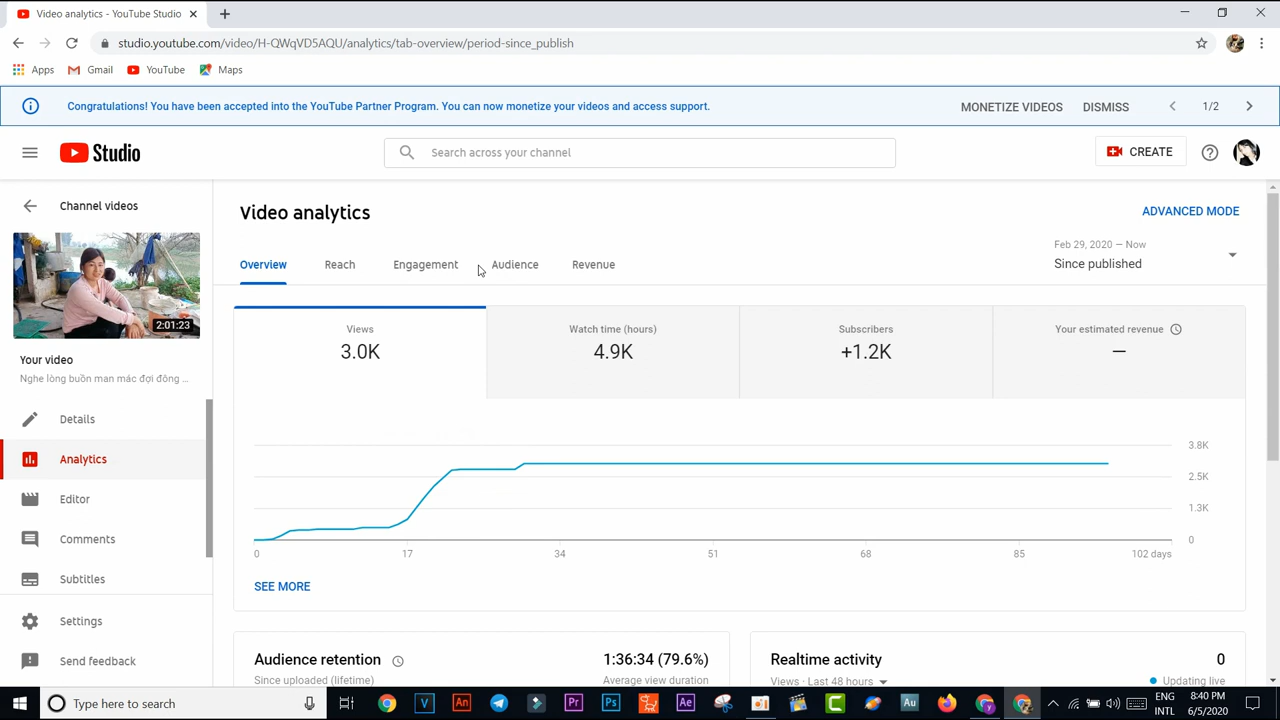 Video analytics - YouTube Studio
studio.youtube.com/video/H-QWqVD5AQU/analytics/tab-overview/period-since_publish
Apps Gmail YouTube Maps
Congratulations! You have been accepted into the YouTube Partner Program. You can now monetize your videos and access support. MONETIZE VIDEOS DISMISS 1/2
Studio Search across your channel CREATE
Channel videos
2:01:23
Your video
Nghe lòng buồn man mác đợi đông ...
Details
Analytics
Editor
Comments
Subtitles
Settings
Send feedback
Video analytics ADVANCED MODE
Overview Reach Engagement Audience Revenue
Feb 29, 2020 – Now
Since published
Views Watch time (hours) Subscribers Your estimated revenue
3.0K 4.9K +1.2K —
3.8K
2.5K
1.3K
0
0 17 34 51 68 85 102 days
SEE MORE
Audience retention 1:36:34 (79.6%)
Since uploaded (lifetime) Average view duration
Realtime activity 0
Views · Last 48 hours Updating live
Type here to search
V An Pr Ps Ae C Au
ENG
INTL
8:40 PM
6/5/2020